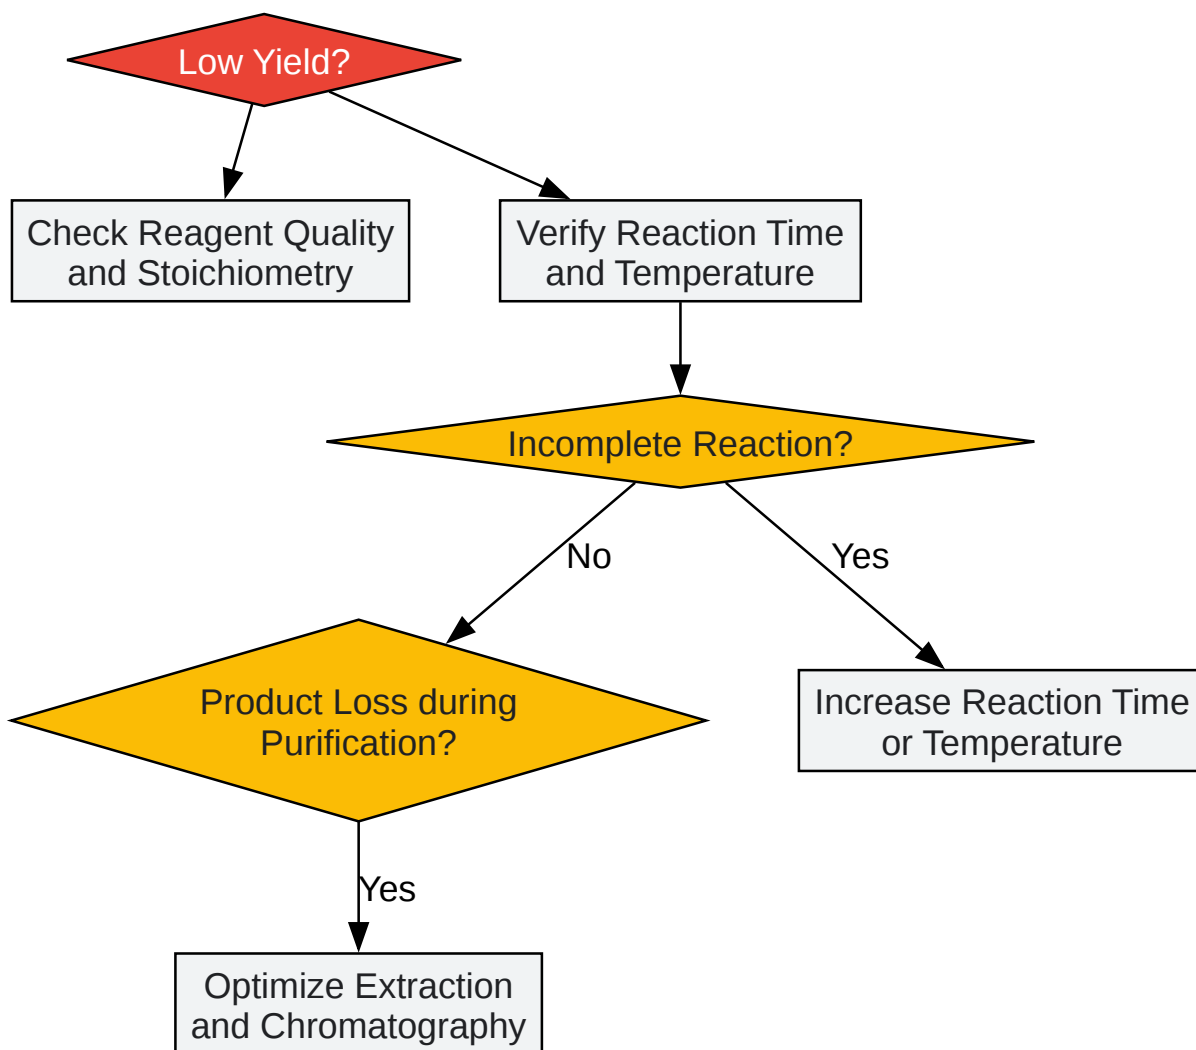 Low Yield?
Check Reagent Quality
and Stoichiometry
Verify Reaction Time
and Temperature
Incomplete Reaction?
No
Yes
Product Loss during
Purification?
Increase Reaction Time
or Temperature
Yes
Optimize Extraction
and Chromatography